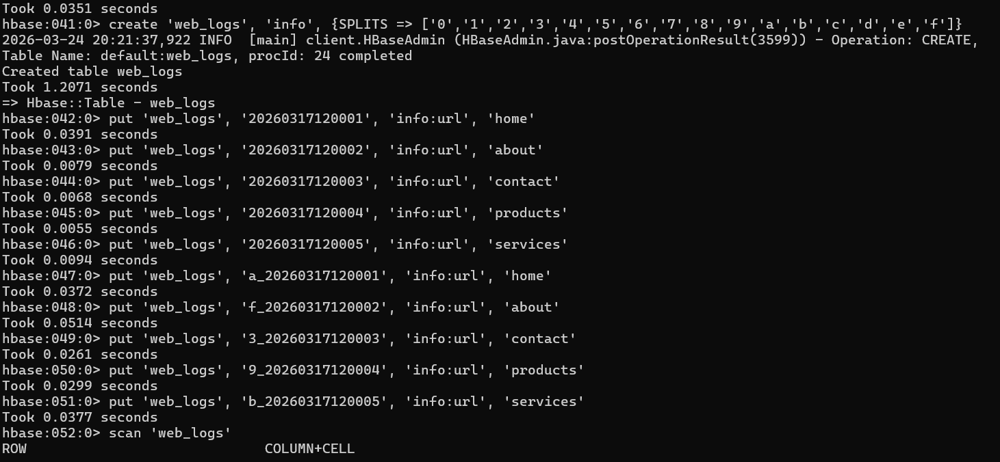 Took 0.0351 seconds
hbase:041:0> create 'web_logs', 'info', {SPLITS => ['0','1','2','3','4','5','6','7','8','9','a','b','c','d','e','f']}
2026-03-24 20:21:37,922 INFO  [main] client.HBaseAdmin (HBaseAdmin.java:postOperationResult(3599)) - Operation: CREATE,
Table Name: default:web_logs, procId: 24 completed
Created table web_logs
Took 1.2071 seconds
=> Hbase::Table - web_logs
hbase:042:0> put 'web_logs', '20260317120001', 'info:url', 'home'
Took 0.0391 seconds
hbase:043:0> put 'web_logs', '20260317120002', 'info:url', 'about'
Took 0.0079 seconds
hbase:044:0> put 'web_logs', '20260317120003', 'info:url', 'contact'
Took 0.0068 seconds
hbase:045:0> put 'web_logs', '20260317120004', 'info:url', 'products'
Took 0.0055 seconds
hbase:046:0> put 'web_logs', '20260317120005', 'info:url', 'services'
Took 0.0094 seconds
hbase:047:0> put 'web_logs', 'a_20260317120001', 'info:url', 'home'
Took 0.0372 seconds
hbase:048:0> put 'web_logs', 'f_20260317120002', 'info:url', 'about'
Took 0.0514 seconds
hbase:049:0> put 'web_logs', '3_20260317120003', 'info:url', 'contact'
Took 0.0261 seconds
hbase:050:0> put 'web_logs', '9_20260317120004', 'info:url', 'products'
Took 0.0299 seconds
hbase:051:0> put 'web_logs', 'b_20260317120005', 'info:url', 'services'
Took 0.0377 seconds
hbase:052:0> scan 'web_logs'
ROW                             COLUMN+CELL